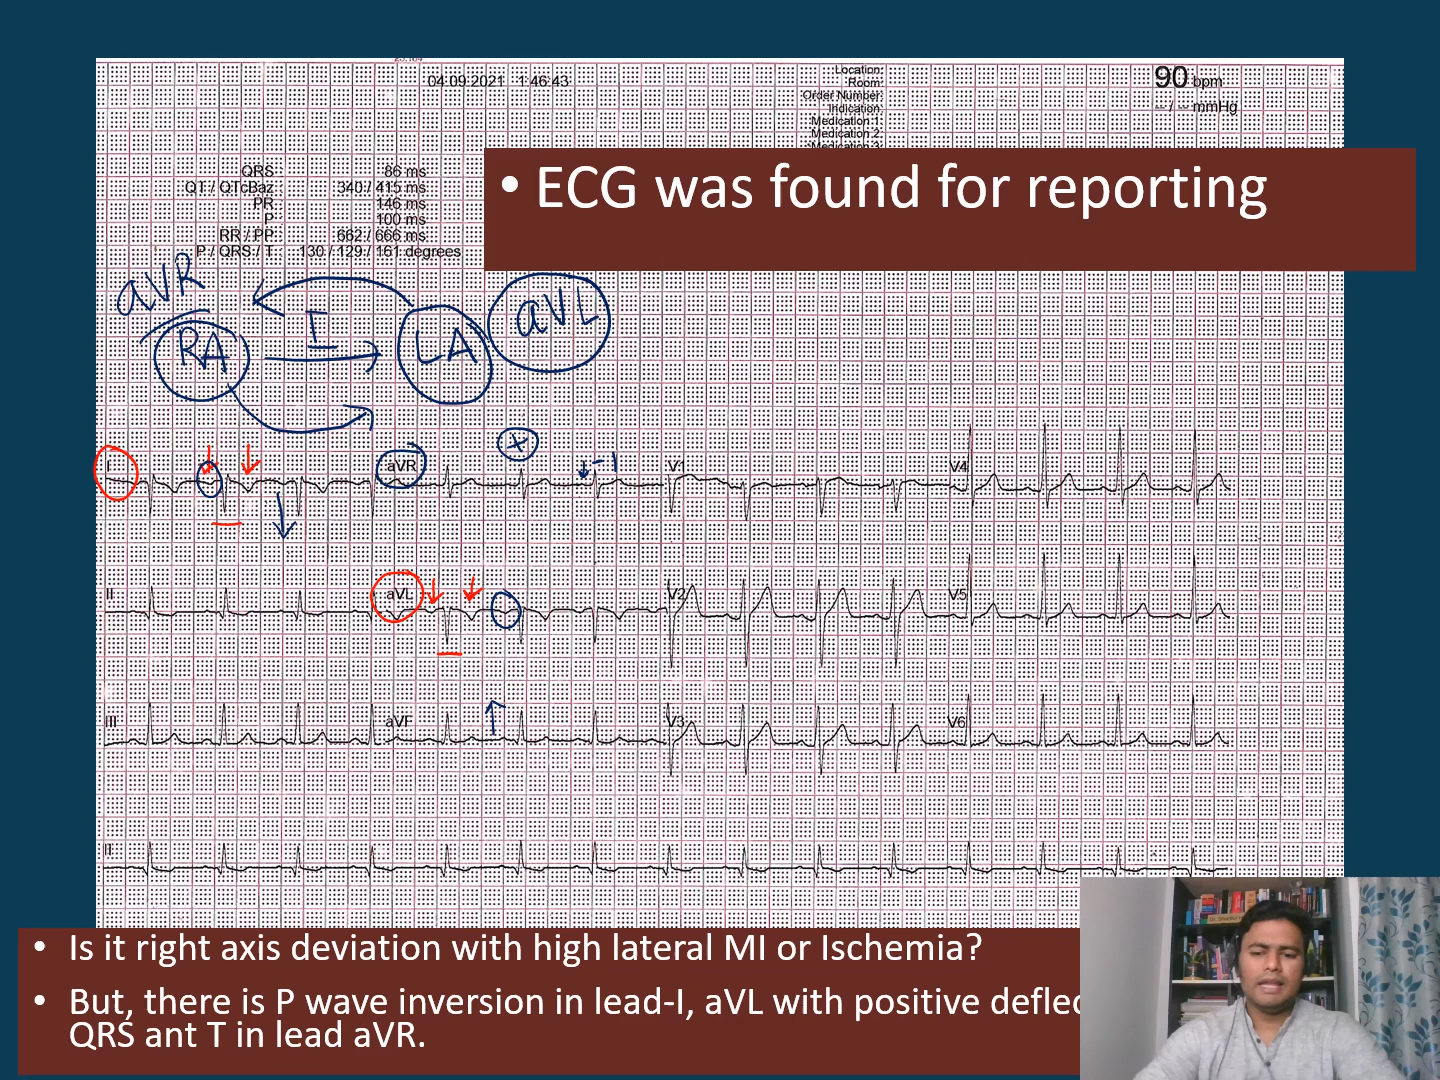 04.09.2021 1:46:43
Location:
Room:
Order Number:
Indication:
Medication 1:
Medication 2:
Medication 3:
90 bpm
-- / -- mmHg
QRS 86 ms
QT / QTcBaz 340 / 415 ms
PR 146 ms
P 100 ms
RR / PP 662 / 666 ms
P / QRS / T 130 / 129 / 161 degrees
• ECG was found for reporting
aVR
RA I LA aVL
+
-1
I aVR V1 V4
II aVL V2 V5
III aVF V3 V6
II
• Is it right axis deviation with high lateral MI or Ischemia?
• But, there is P wave inversion in lead-I, aVL with positive
QRS ant T in lead aVR.